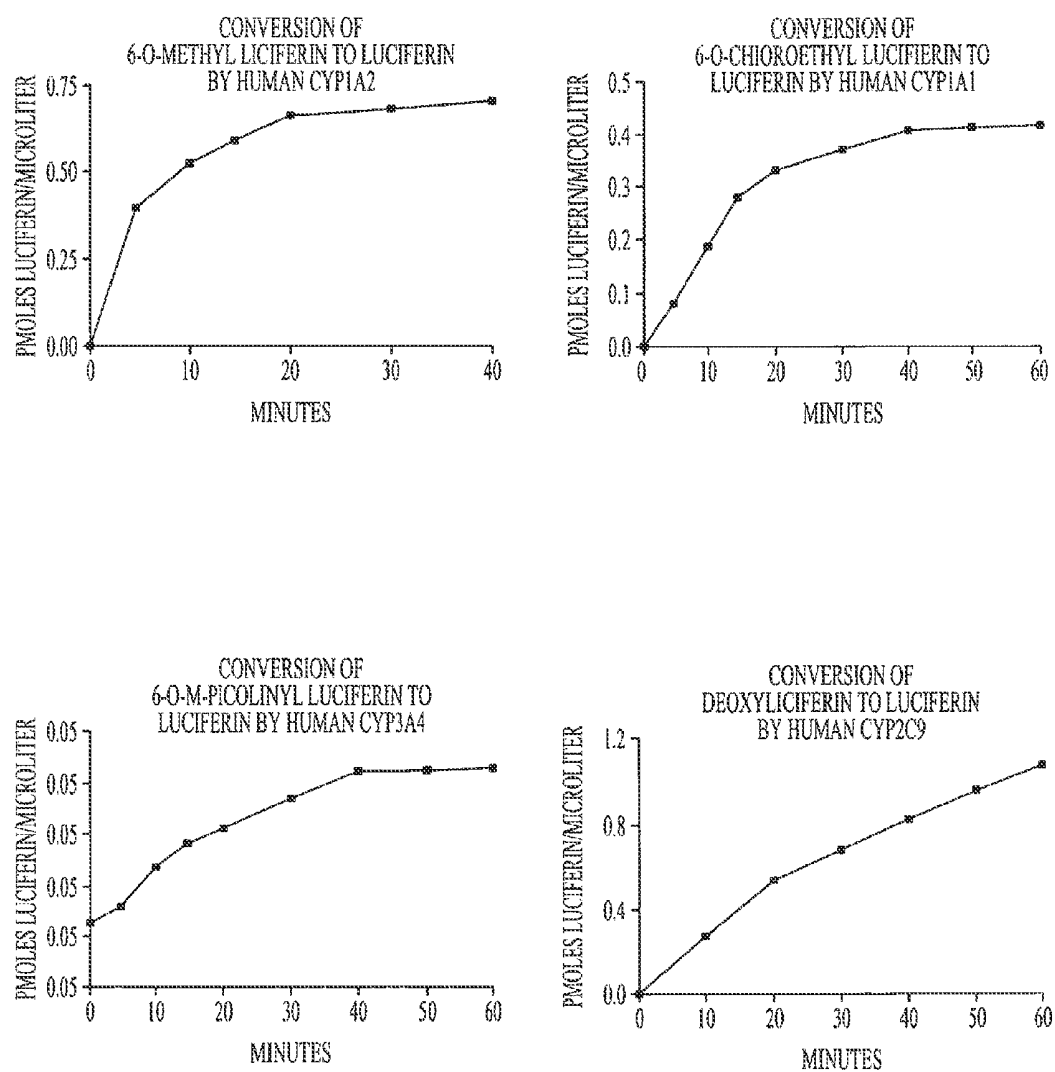 CONVERSION OF
6-O-METHYL LICIFERIN TO LUCIFERIN
BY HUMAN CYP1A2
PMOLES LUCIFERIN/MICROLITER
0.75
0.50
0.25
0.00
0 10 20 30 40
MINUTES
CONVERSION OF
6-O-CHIOROETHYL LUCIFIERIN TO
LUCIFERIN BY HUMAN CYP1A1
PMOLES LUCIFERIN/MICROLITER
0.5
0.4
0.3
0.2
0.1
0.0
0 10 20 30 40 50 60
MINUTES
CONVERSION OF
6-O-M-PICOLINYL LUCIFERIN TO
LUCIFERIN BY HUMAN CYP3A4
PMOLES LUCIFERIN/MICROLITER
0.05
0.05
0.05
0.05
0.05
0.05
0 10 20 30 40 50 60
MINUTES
CONVERSION OF
DEOXYLICIFERIN TO LUCIFERIN
BY HUMAN CYP2C9
PMOLES LUCIFERIN/MICROLITER
1.2
0.8
0.4
0.0
0 10 20 30 40 50 60
MINUTES